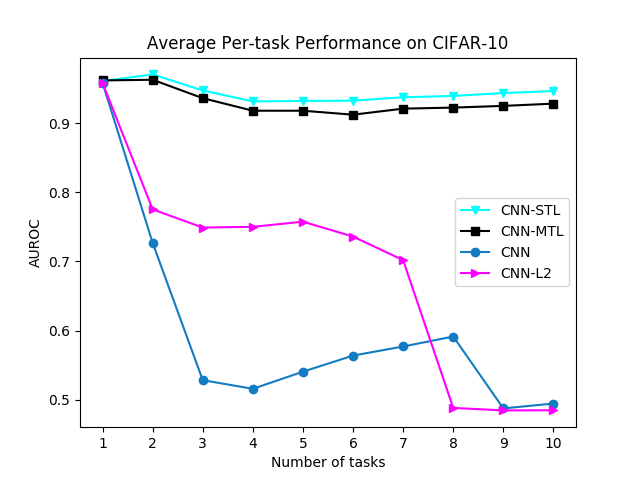 Average Per-task Performance on CIFAR-10
AUROC
0.9
0.8
0.7
0.6
0.5
CNN-STL
CNN-MTL
CNN
CNN-L2
1 2 3 4 5 6 7 8 9 10
Number of tasks